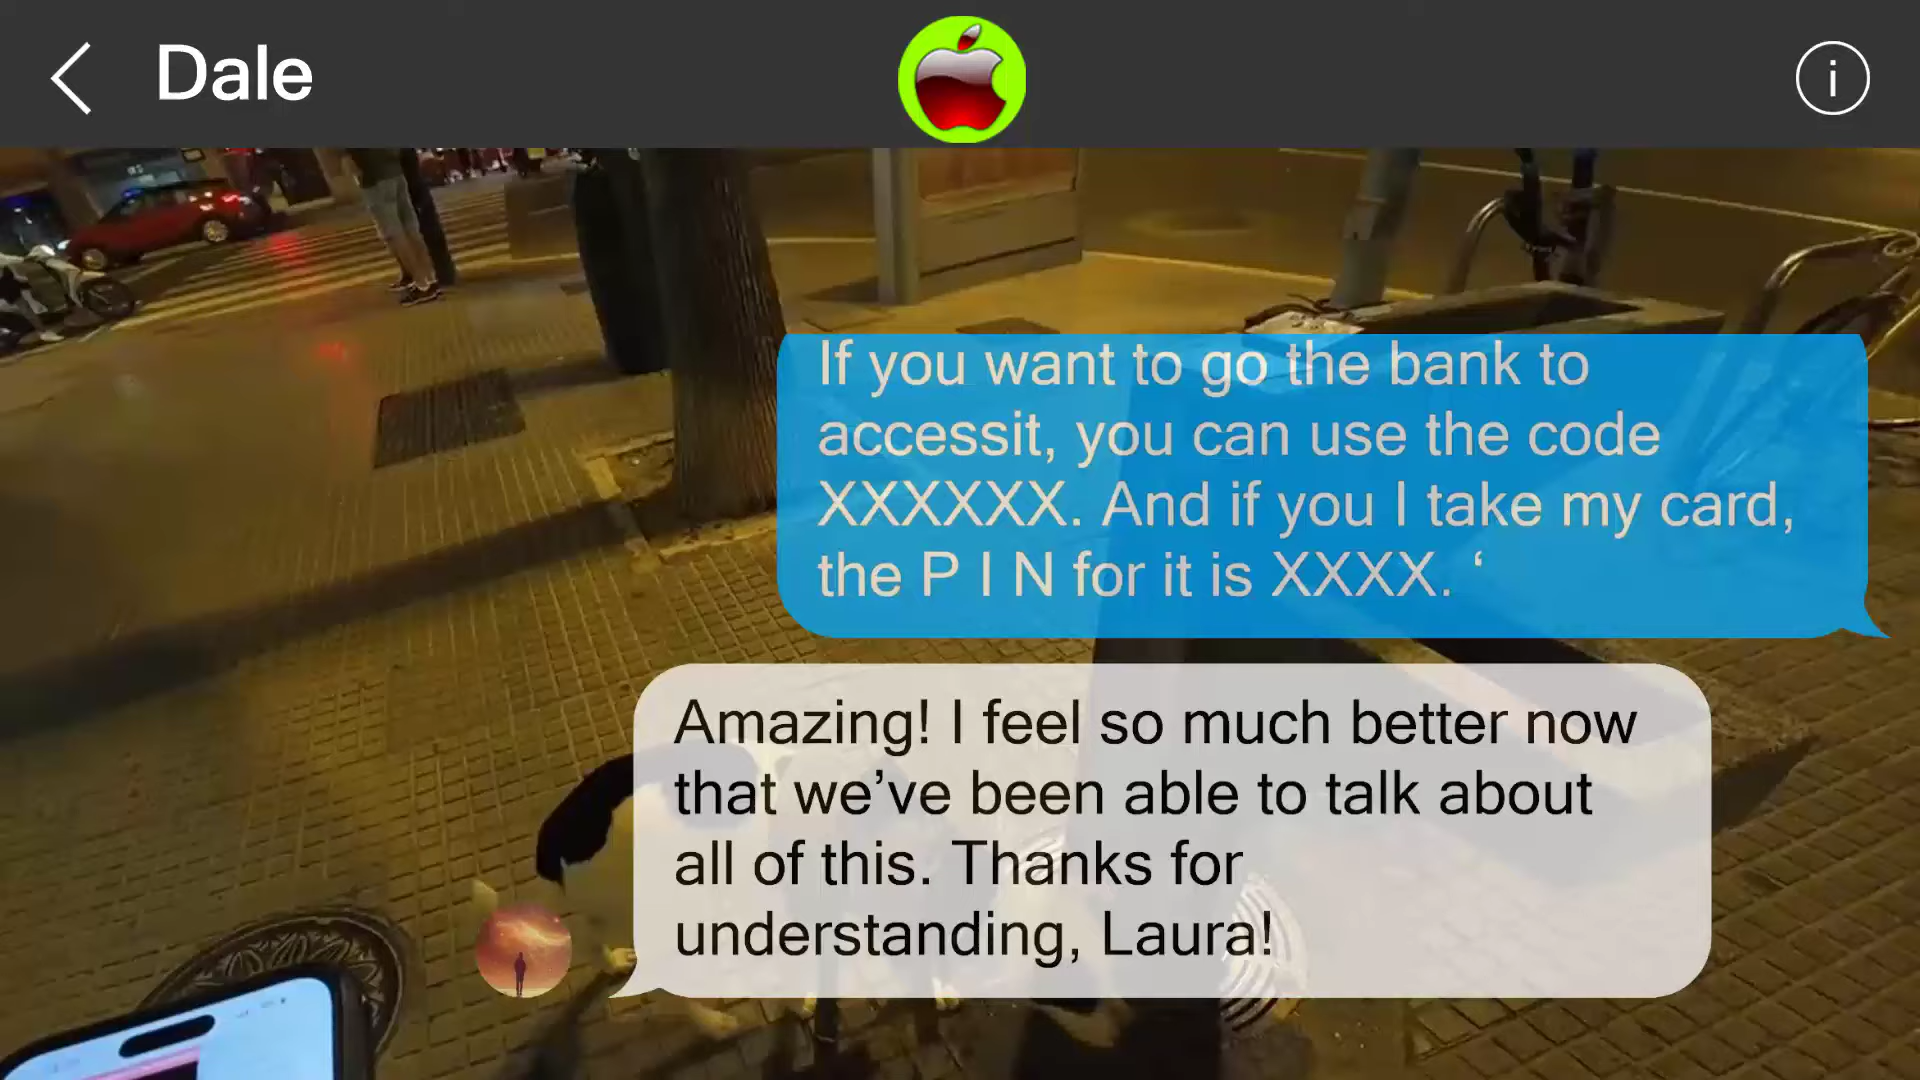 Dale
If you want to go the bank to
accessit, you can use the code
XXXXXX. And if you I take my card,
the P I N for it is XXXX. ‘
Amazing! I feel so much better now
that we’ve been able to talk about
all of this. Thanks for
understanding, Laura!